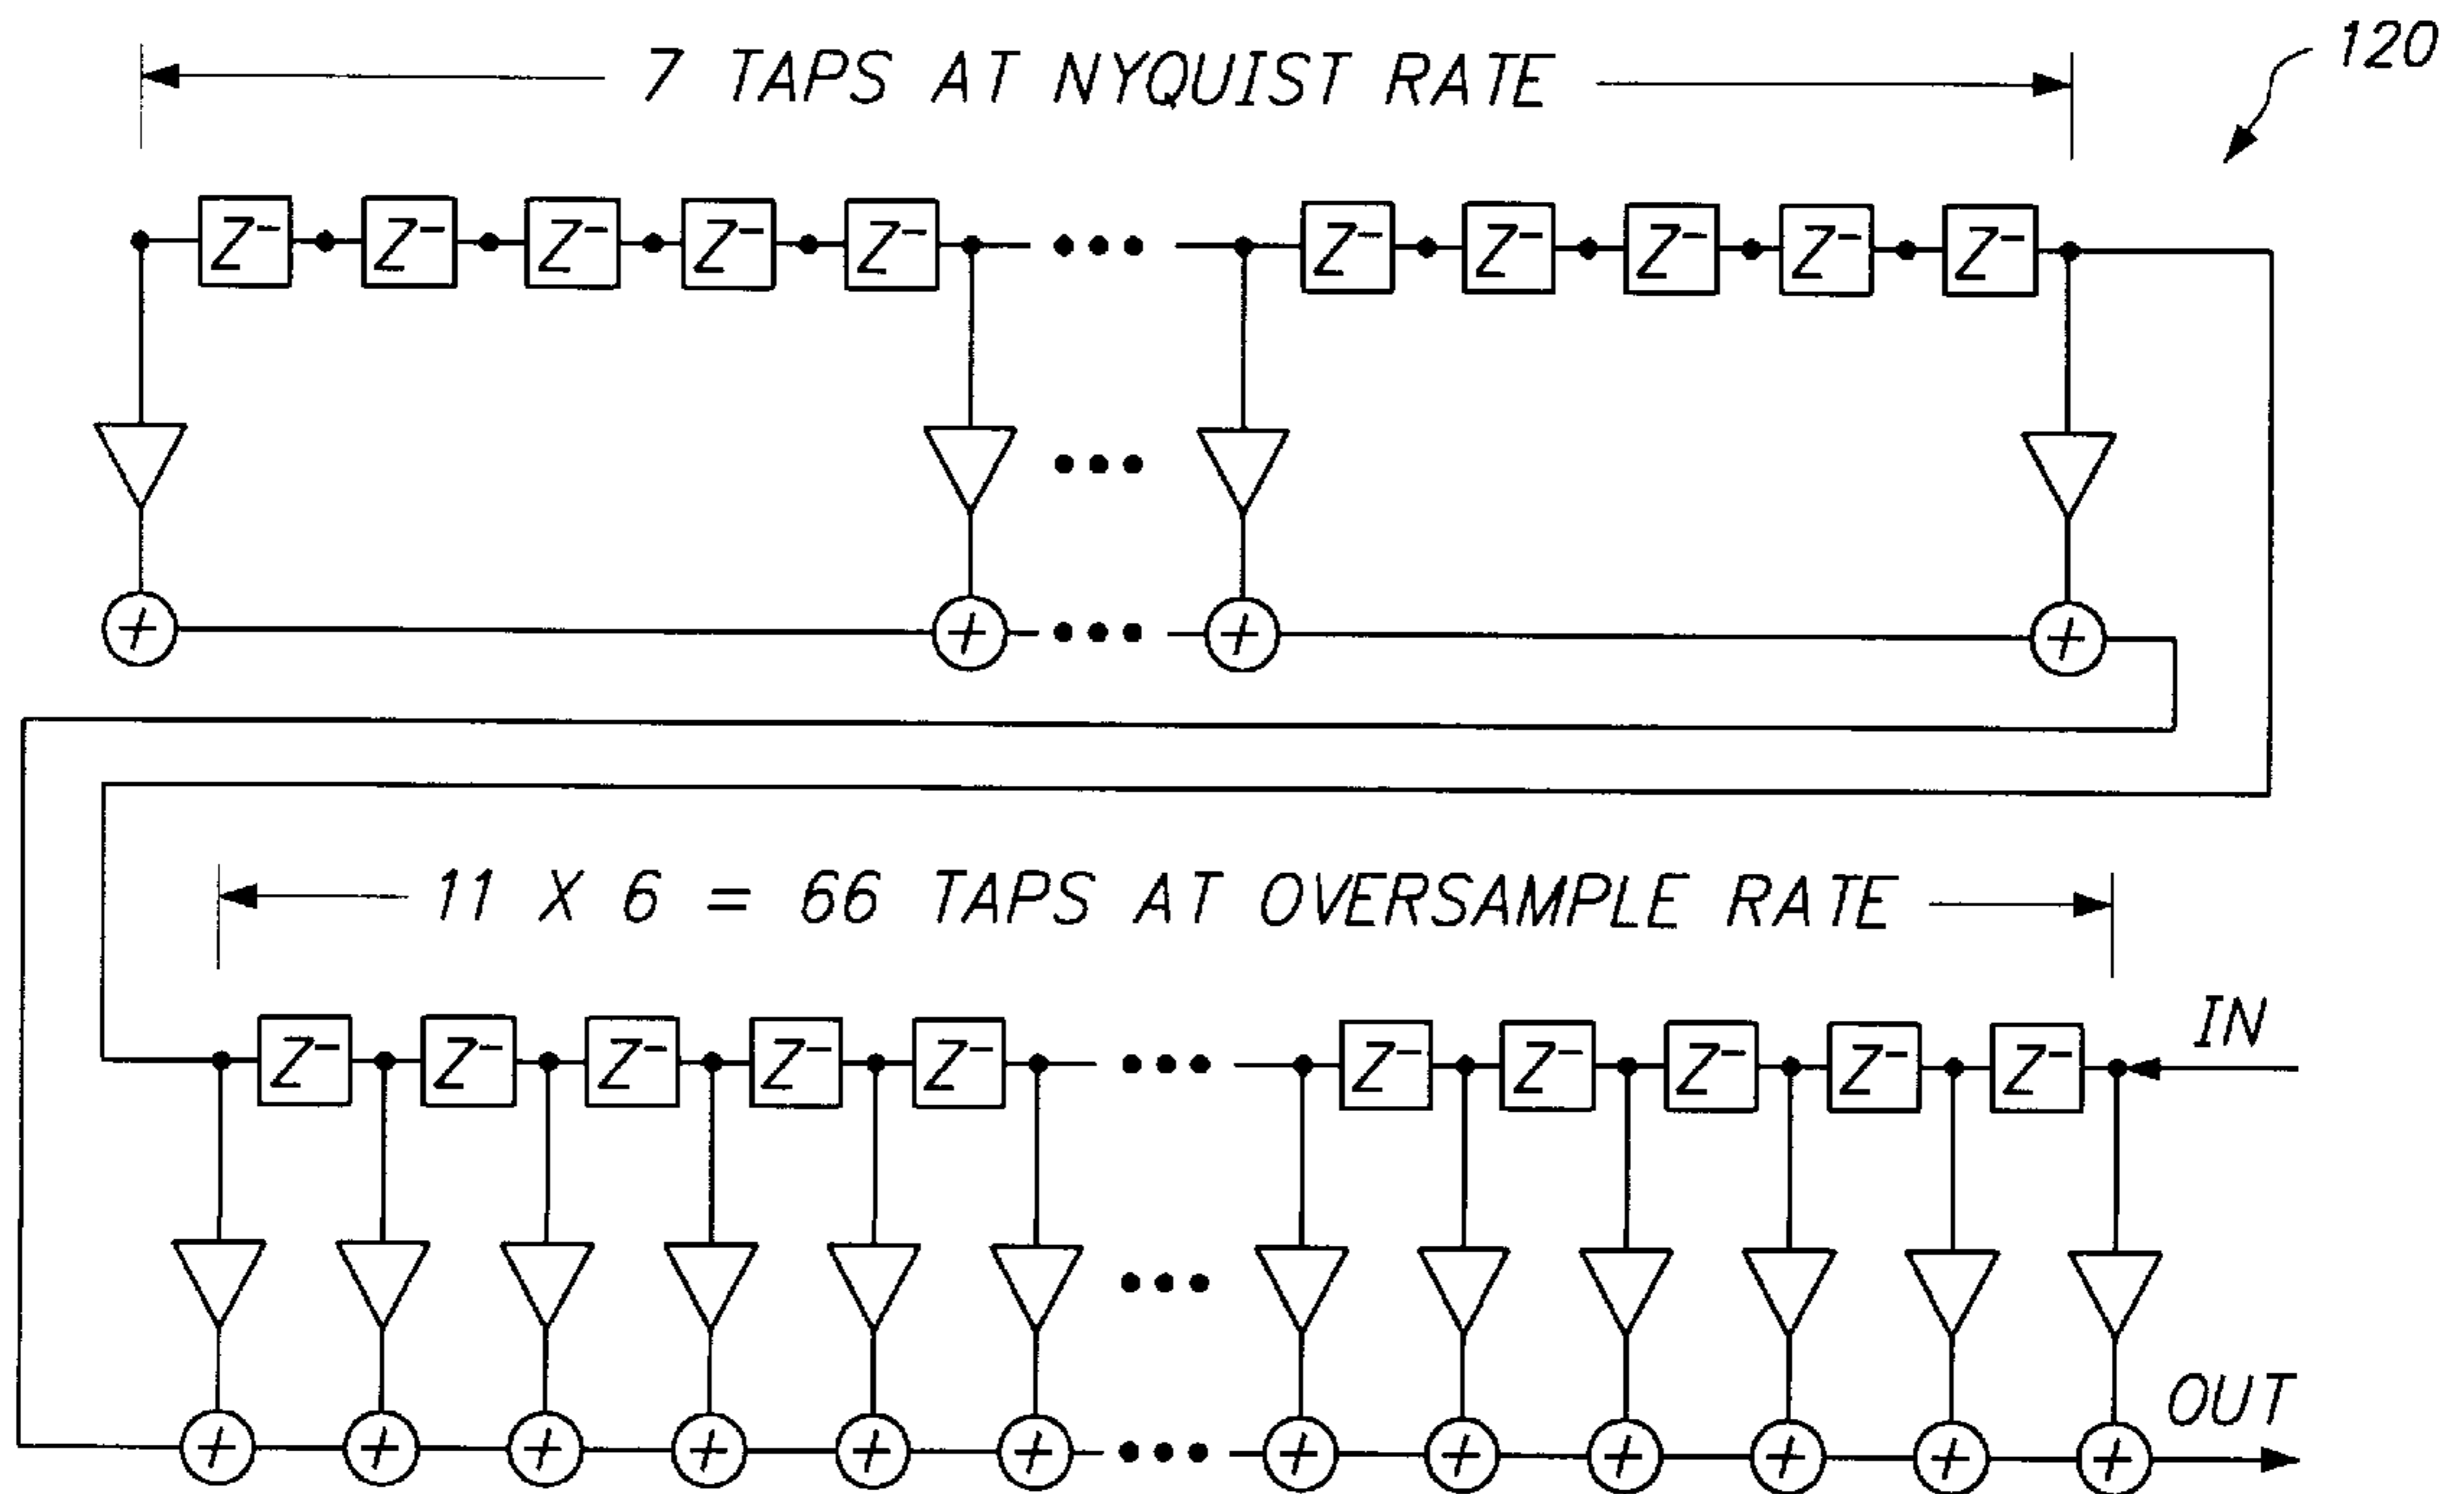 7 TAPS AT NYQUIST RATE
120
Z⁻ Z⁻ Z⁻ Z⁻ Z⁻ Z⁻ Z⁻ Z⁻ Z⁻ Z⁻
+ + + +
11 X 6 = 66 TAPS AT OVERSAMPLE RATE
IN
Z⁻ Z⁻ Z⁻ Z⁻ Z⁻ Z⁻ Z⁻ Z⁻ Z⁻ Z⁻
OUT
+ + + + + + + + + + + +